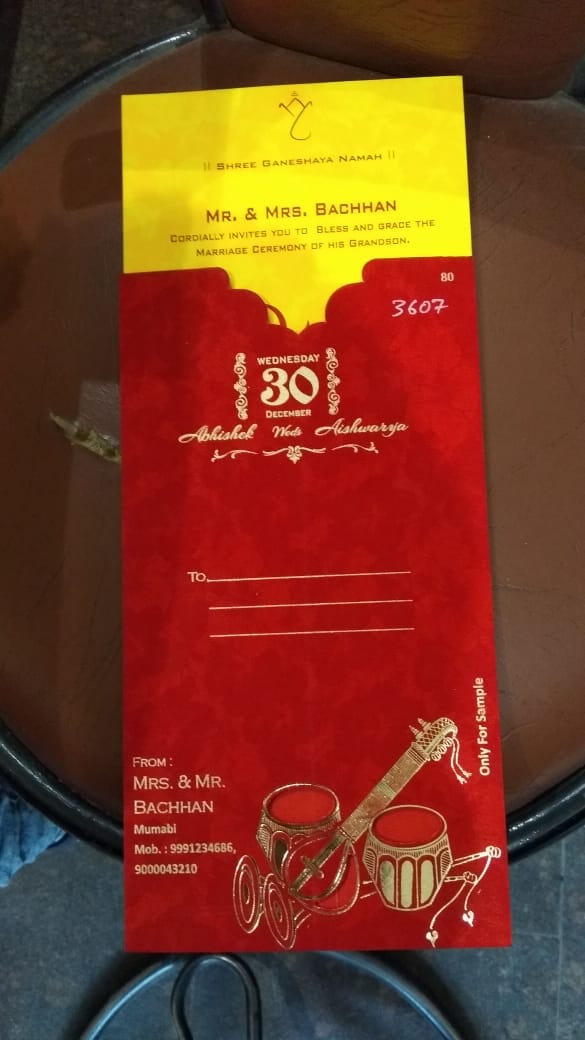 || Shree Ganeshaya Namah ||
Mr. & Mrs. Bachhan
Cordially invites you to Bless and grace the
Marriage Ceremony of his Grandson.
80
3607
Wednesday
30
December
Abhishek Weds Aishwarya
To,
Only For Sample
From :
Mrs. & Mr.
Bachhan
Mumabi
Mob. : 9991234686,
9000043210